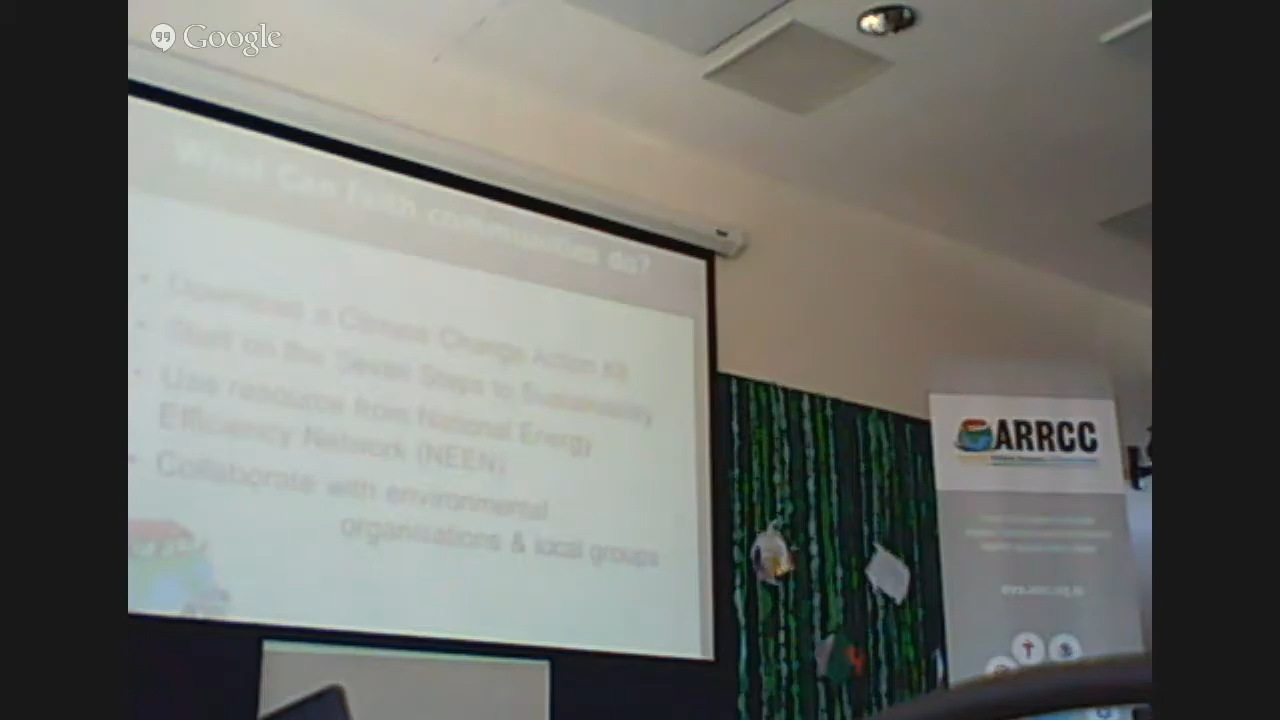 Google
What Can faith communities do?
• Download a Climate Change Action Kit
• Start on the Seven Steps to Sustainability
• Use resource from National Energy
Efficiency Network (NEEN)
• Collaborate with environmental
organisations & local groups
ARRCC